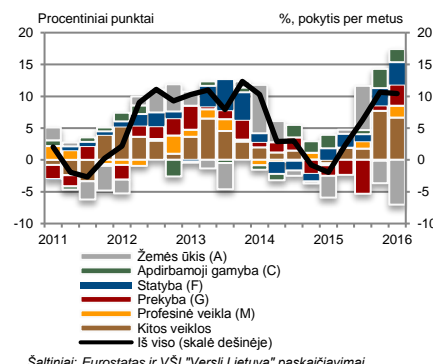 Procentiniai punktai %, pokytis per metus
20 20
15 15
10 10
5 5
0 0
-5 -5
-10 -10
2011 2012 2013 2014 2015 2016
Žemės ūkis (A)
Apdirbamoji gamyba (C)
Statyba (F)
Prekyba (G)
Profesinė veikla (M)
Kitos veiklos
Iš viso (skalė dešinėje)
Šaltiniai: Eurostatas ir VŠĮ "Versli Lietuva" paskaičiavimai